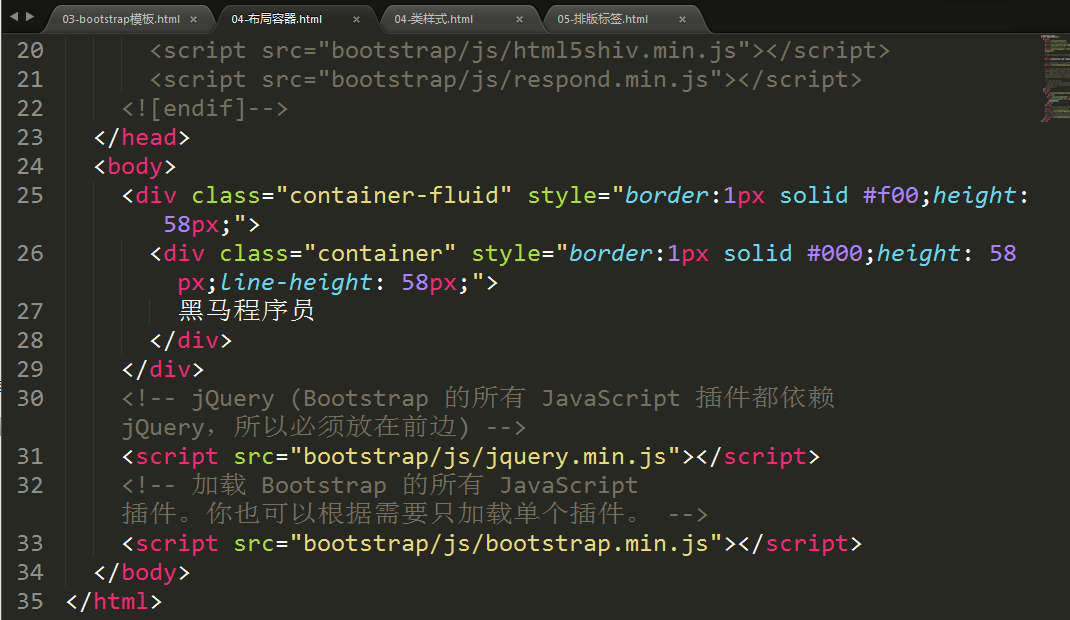 03-bootstrap模板.html × 04-布局容器.html × 04-类样式.html × 05-排版标签.html ×
20 <script src="bootstrap/js/html5shiv.min.js"></script>
21 <script src="bootstrap/js/respond.min.js"></script>
22 <![endif]-->
23 </head>
24 <body>
25 <div class="container-fluid" style="border:1px solid #f00;height:
58px;">
26 <div class="container" style="border:1px solid #000;height: 58
px;line-height: 58px;">
27 黑马程序员
28 </div>
29 </div>
30 <!-- jQuery (Bootstrap 的所有 JavaScript 插件都依赖
jQuery，所以必须放在前边) -->
31 <script src="bootstrap/js/jquery.min.js"></script>
32 <!-- 加载 Bootstrap 的所有 JavaScript
插件。你也可以根据需要只加载单个插件。 -->
33 <script src="bootstrap/js/bootstrap.min.js"></script>
34 </body>
35 </html>